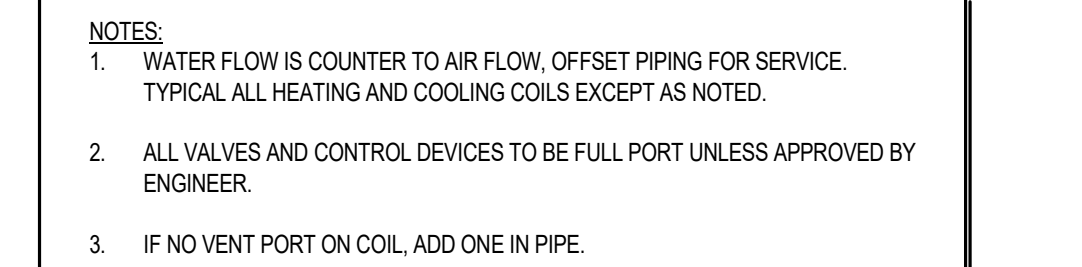 NOTES:
1. WATER FLOW IS COUNTER TO AIR FLOW, OFFSET PIPING FOR SERVICE.
TYPICAL ALL HEATING AND COOLING COILS EXCEPT AS NOTED.
2. ALL VALVES AND CONTROL DEVICES TO BE FULL PORT UNLESS APPROVED BY
ENGINEER.
3. IF NO VENT PORT ON COIL, ADD ONE IN PIPE.